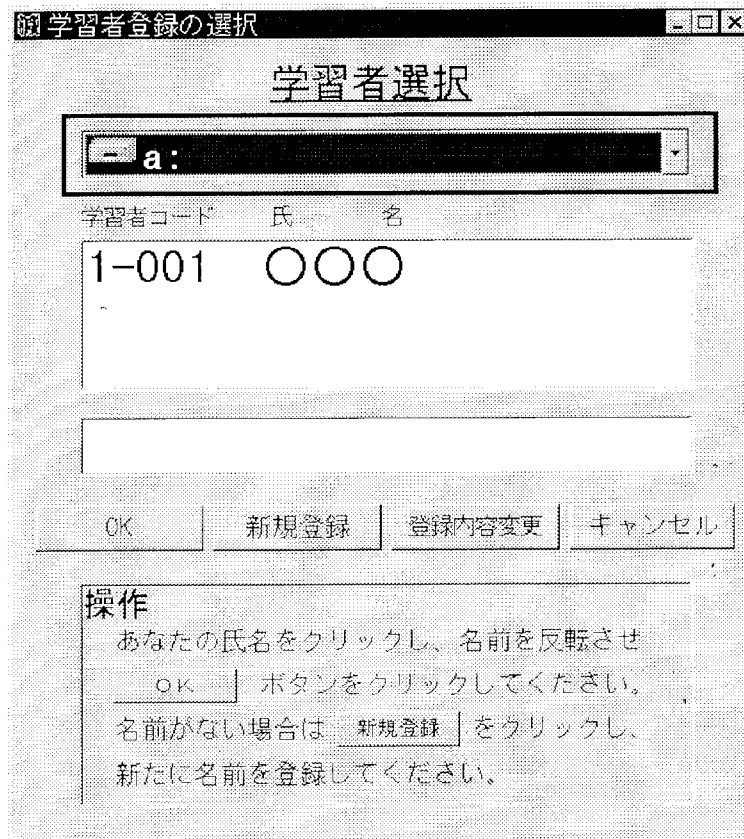 学習者登録の選択
学習者選択
a:
学習者コード 氏 名
1-001 〇〇〇
OK 新規登録 登録内容変更 キャンセル
操作
あなたの氏名をクリックし、名前を反転させ
OK ボタンをクリックしてください。
名前がない場合は 新規登録 をクリックし、
新たに名前を登録してください。